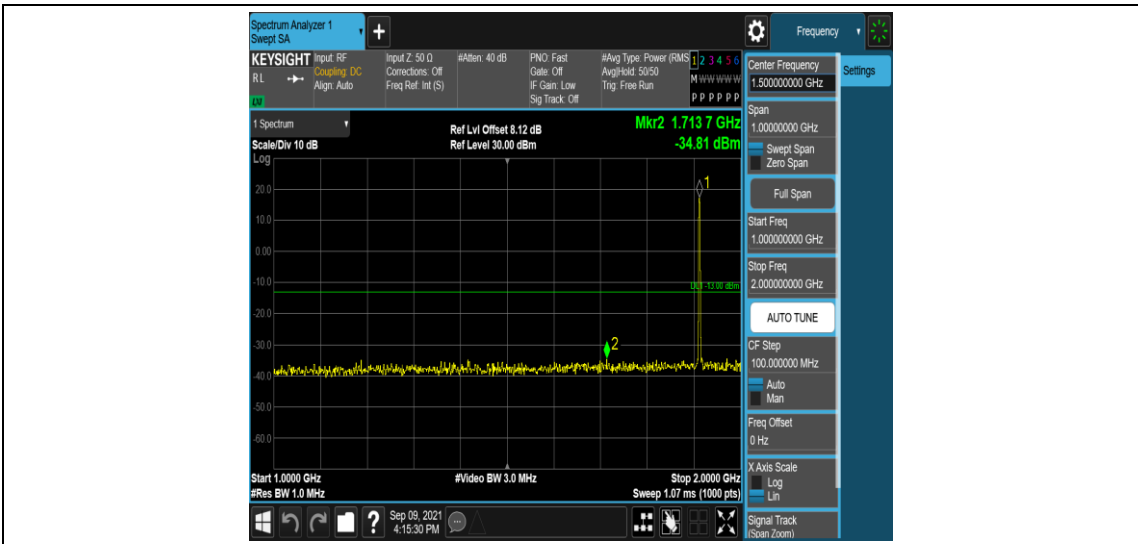 Spectrum Analyzer 1
Swept SA
+
Frequency
KEYSIGHT
RL
LXI
Input: RF
Coupling: DC
Align: Auto
Input Z: 50 Ω
Corrections: Off
Freq Ref: Int (S)
#Atten: 40 dB
PNO: Fast
Gate: Off
IF Gain: Low
Sig Track: Off
#Avg Type: Power (RMS
Avg|Hold: 50/50
Trig: Free Run
1 2 3 4 5 6
M W W W W W
P P P P P P
1 Spectrum
Scale/Div 10 dB
Log
Ref Lvl Offset 8.12 dB
Ref Level 30.00 dBm
Mkr2 1.713 7 GHz
-34.81 dBm
20.0
10.0
0.00
-10.0
-20.0
-30.0
-40.0
-50.0
-60.0
1
DL1 -13.00 dBm
2
Start 1.0000 GHz
#Res BW 1.0 MHz
#Video BW 3.0 MHz
Stop 2.0000 GHz
Sweep 1.07 ms (1000 pts)
?
Sep 09, 2021
4:15:30 PM
Center Frequency
1.500000000 GHz
Settings
Span
1.00000000 GHz
Swept Span
Zero Span
Full Span
Start Freq
1.000000000 GHz
Stop Freq
2.000000000 GHz
AUTO TUNE
CF Step
100.000000 MHz
Auto
Man
Freq Offset
0 Hz
X Axis Scale
Log
Lin
Signal Track
(Span Zoom)